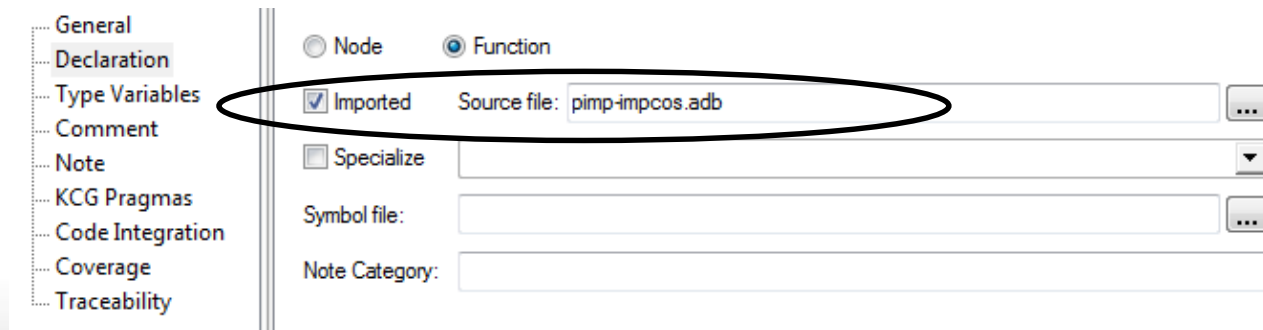 General
Declaration
Type Variables
Comment
Note
KCG Pragmas
Code Integration
Coverage
Traceability
Node Function
Imported Source file: pimp-impcos.adb ...
Specialize
Symbol file: ...
Note Category: